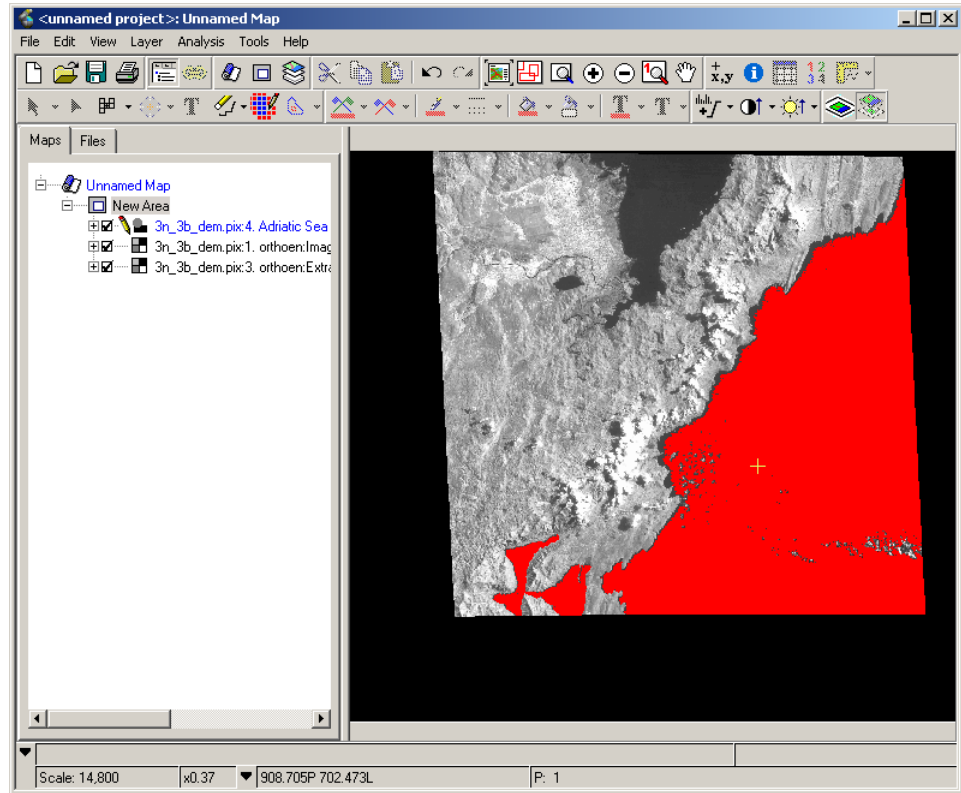 <unnamed project>: Unnamed Map
File Edit View Layer Analysis Tools Help
Maps Files
Unnamed Map
New Area
3n_3b_dem.pix:4. Adriatic Sea
3n_3b_dem.pix:1. orthoen:Imag
3n_3b_dem.pix:3. orthoen:Extra
Scale: 14,800 x0.37 908.705P 702.473L P: 1